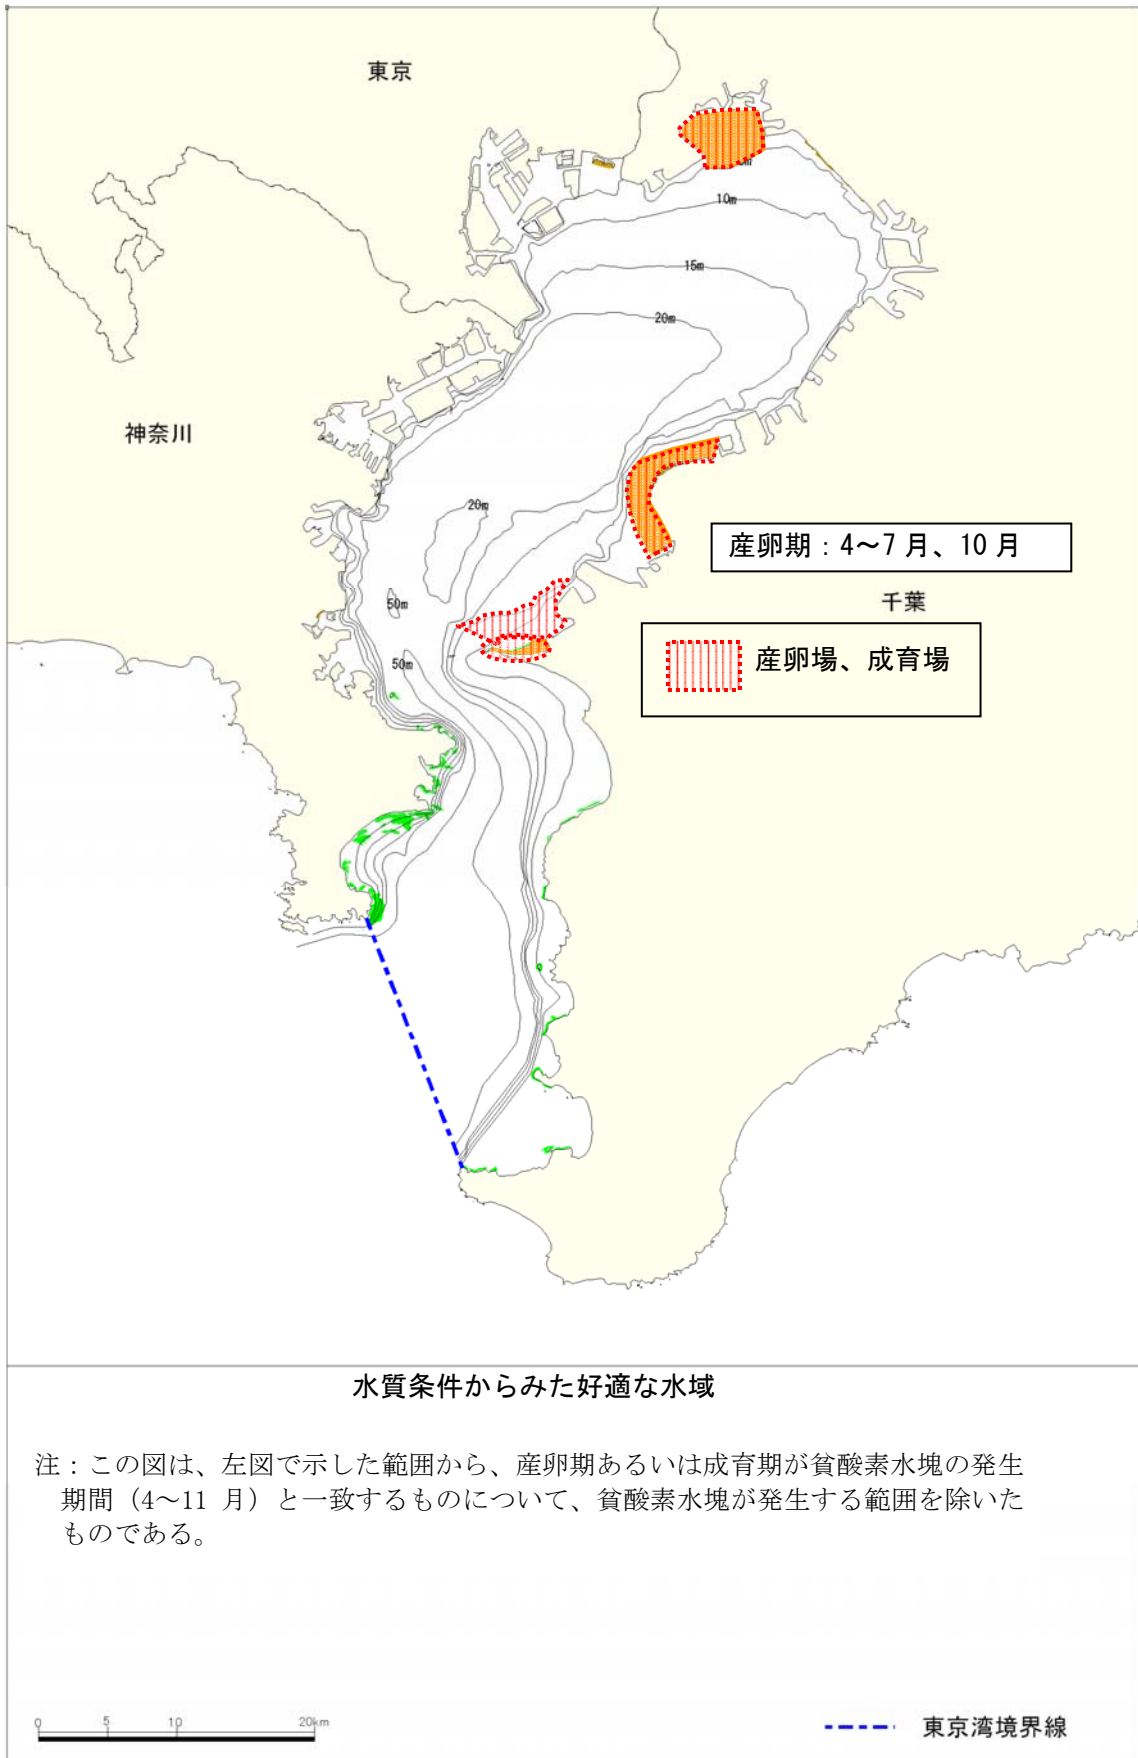 東京
10m
15m
20m
神奈川
20m
産卵期：4～7 月、10 月
千葉
50m
50m
産卵場、成育場
水質条件からみた好適な水域
注：この図は、左図で示した範囲から、産卵期あるいは成育期が貧酸素水塊の発生
期間（4～11 月）と一致するものについて、貧酸素水塊が発生する範囲を除いた
ものである。
0 5 10 20km
東京湾境界線